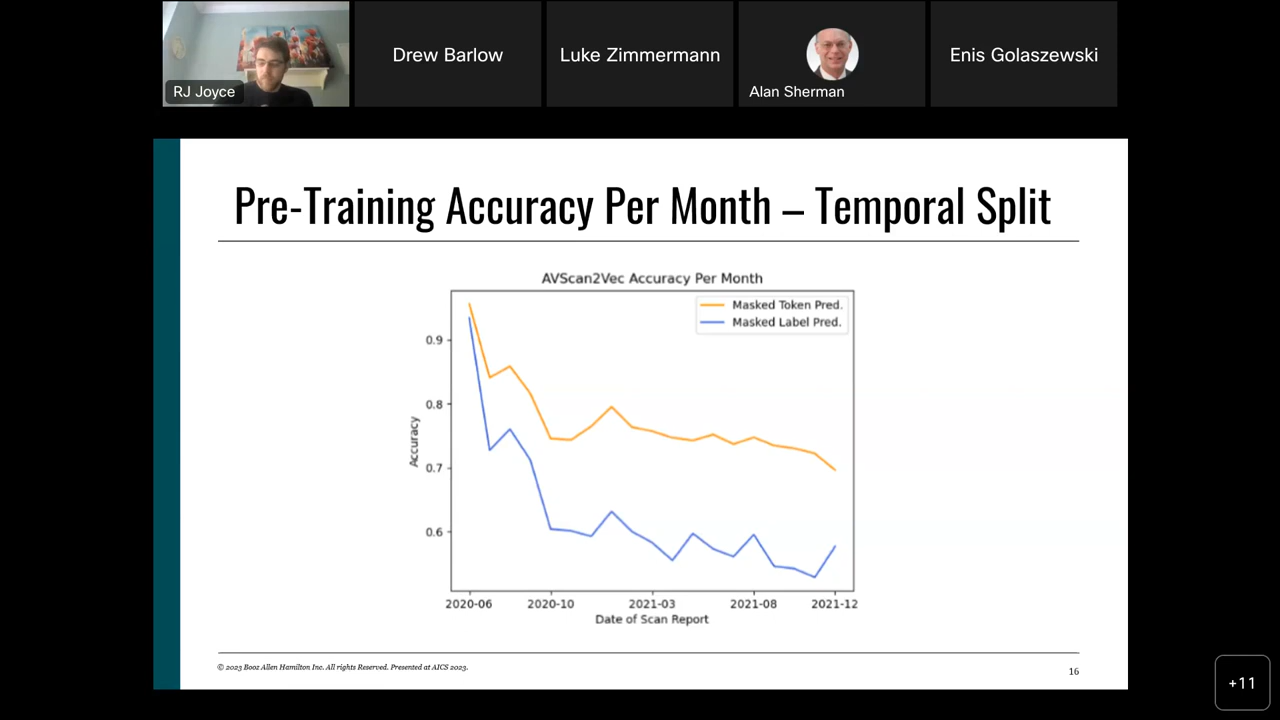 RJ Joyce
Drew Barlow
Luke Zimmermann
Alan Sherman
Enis Golaszewski
Pre-Training Accuracy Per Month – Temporal Split
AVScan2Vec Accuracy Per Month
Masked Token Pred.
Masked Label Pred.
0.9
0.8
0.7
0.6
Accuracy
2020-06 2020-10 2021-03 2021-08 2021-12
Date of Scan Report
© 2023 Booz Allen Hamilton Inc. All rights Reserved. Presented at AICS 2023.
16
+11